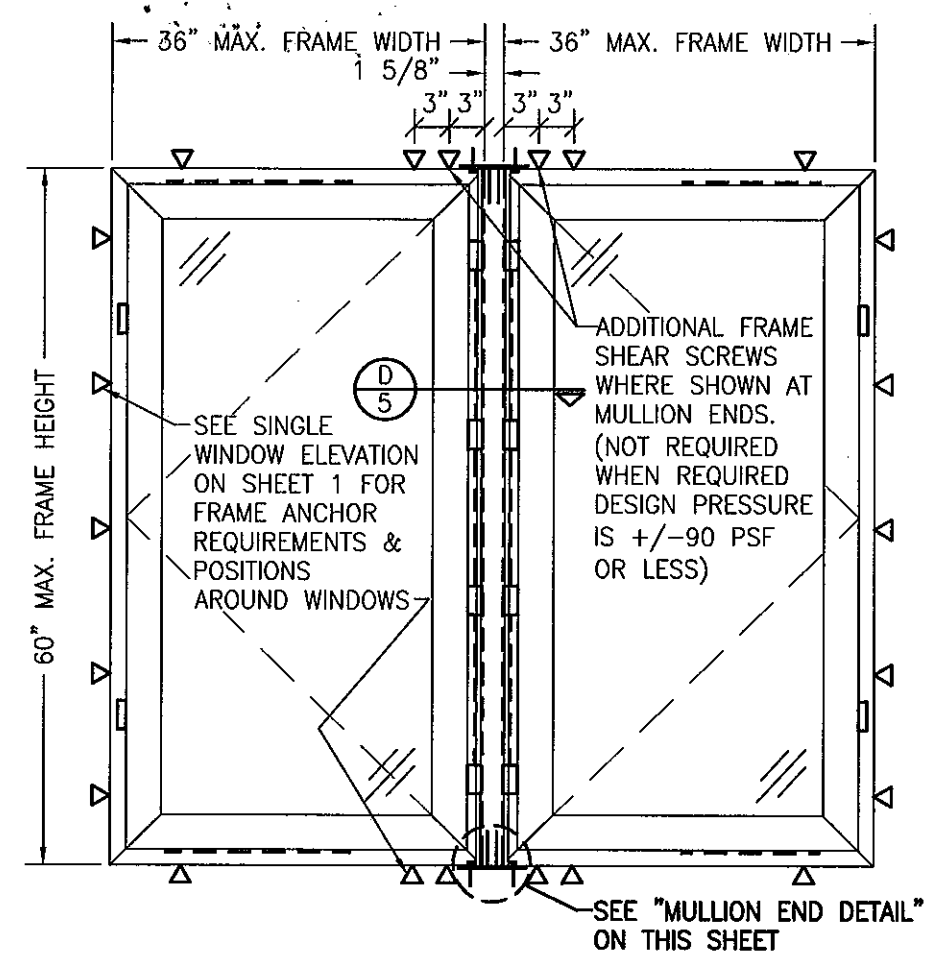 36" MAX. FRAME WIDTH
36" MAX. FRAME WIDTH
1 5/8"
3" 3" 3" 3"
60" MAX. FRAME HEIGHT
D
5
ADDITIONAL FRAME
SHEAR SCREWS
WHERE SHOWN AT
MULLION ENDS.
(NOT REQUIRED
WHEN REQUIRED
DESIGN PRESSURE
IS +/-90 PSF
OR LESS)
SEE SINGLE
WINDOW ELEVATION
ON SHEET 1 FOR
FRAME ANCHOR
REQUIREMENTS &
POSITIONS
AROUND WINDOWS
SEE "MULLION END DETAIL"
ON THIS SHEET